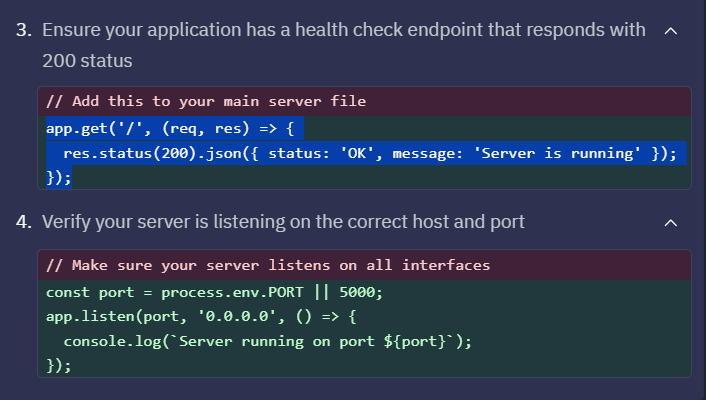 3. Ensure your application has a health check endpoint that responds with
200 status
// Add this to your main server file
app.get('/', (req, res) => {
  res.status(200).json({ status: 'OK', message: 'Server is running' });
});
4. Verify your server is listening on the correct host and port
// Make sure your server listens on all interfaces
const port = process.env.PORT || 5000;
app.listen(port, '0.0.0.0', () => {
  console.log(`Server running on port ${port}`);
});